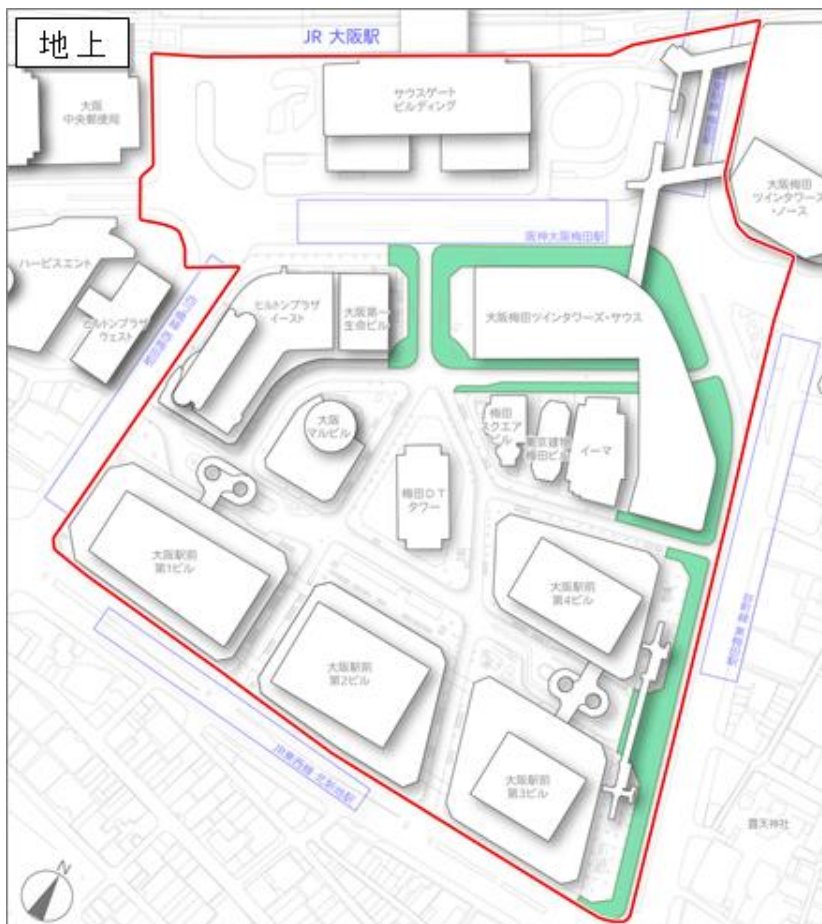 地上
JR 大阪駅
大阪
中央郵便局
サウスゲート
ビルディング
大阪梅田
ツインタワーズ
・ノース
阪神大阪梅田駅
ハービスエント
ヒルトンプラザ
ウェスト
ヒルトンプラザ
イースト
大阪第一
生命ビル
大阪梅田ツインタワーズ・サウス
大阪
マルビル
梅田DT
タワー
梅田
スクエア
ビル
東京建物
梅田ビル
イーマ
大阪駅前
第1ビル
大阪駅前
第2ビル
大阪駅前
第4ビル
大阪駅前
第3ビル
JR東西線 北新地駅
露天神社
N